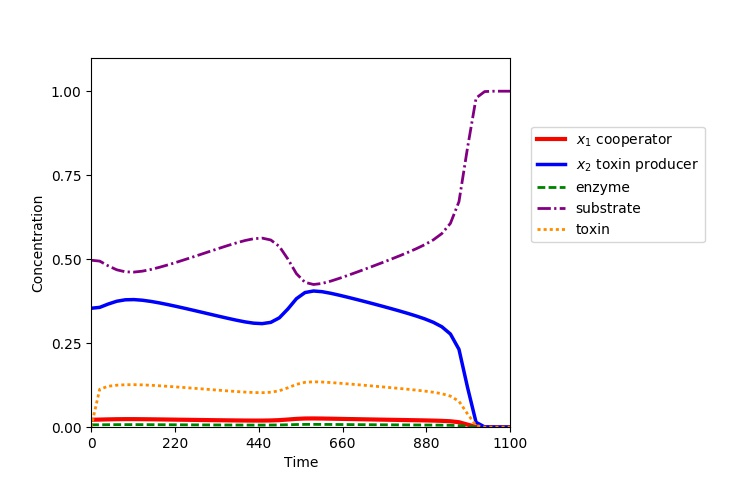 1.00
0.75
0.50
0.25
0.00
Concentration
0 220 440 660 880 1100
Time
x₁ cooperator
x₂ toxin producer
enzyme
substrate
toxin